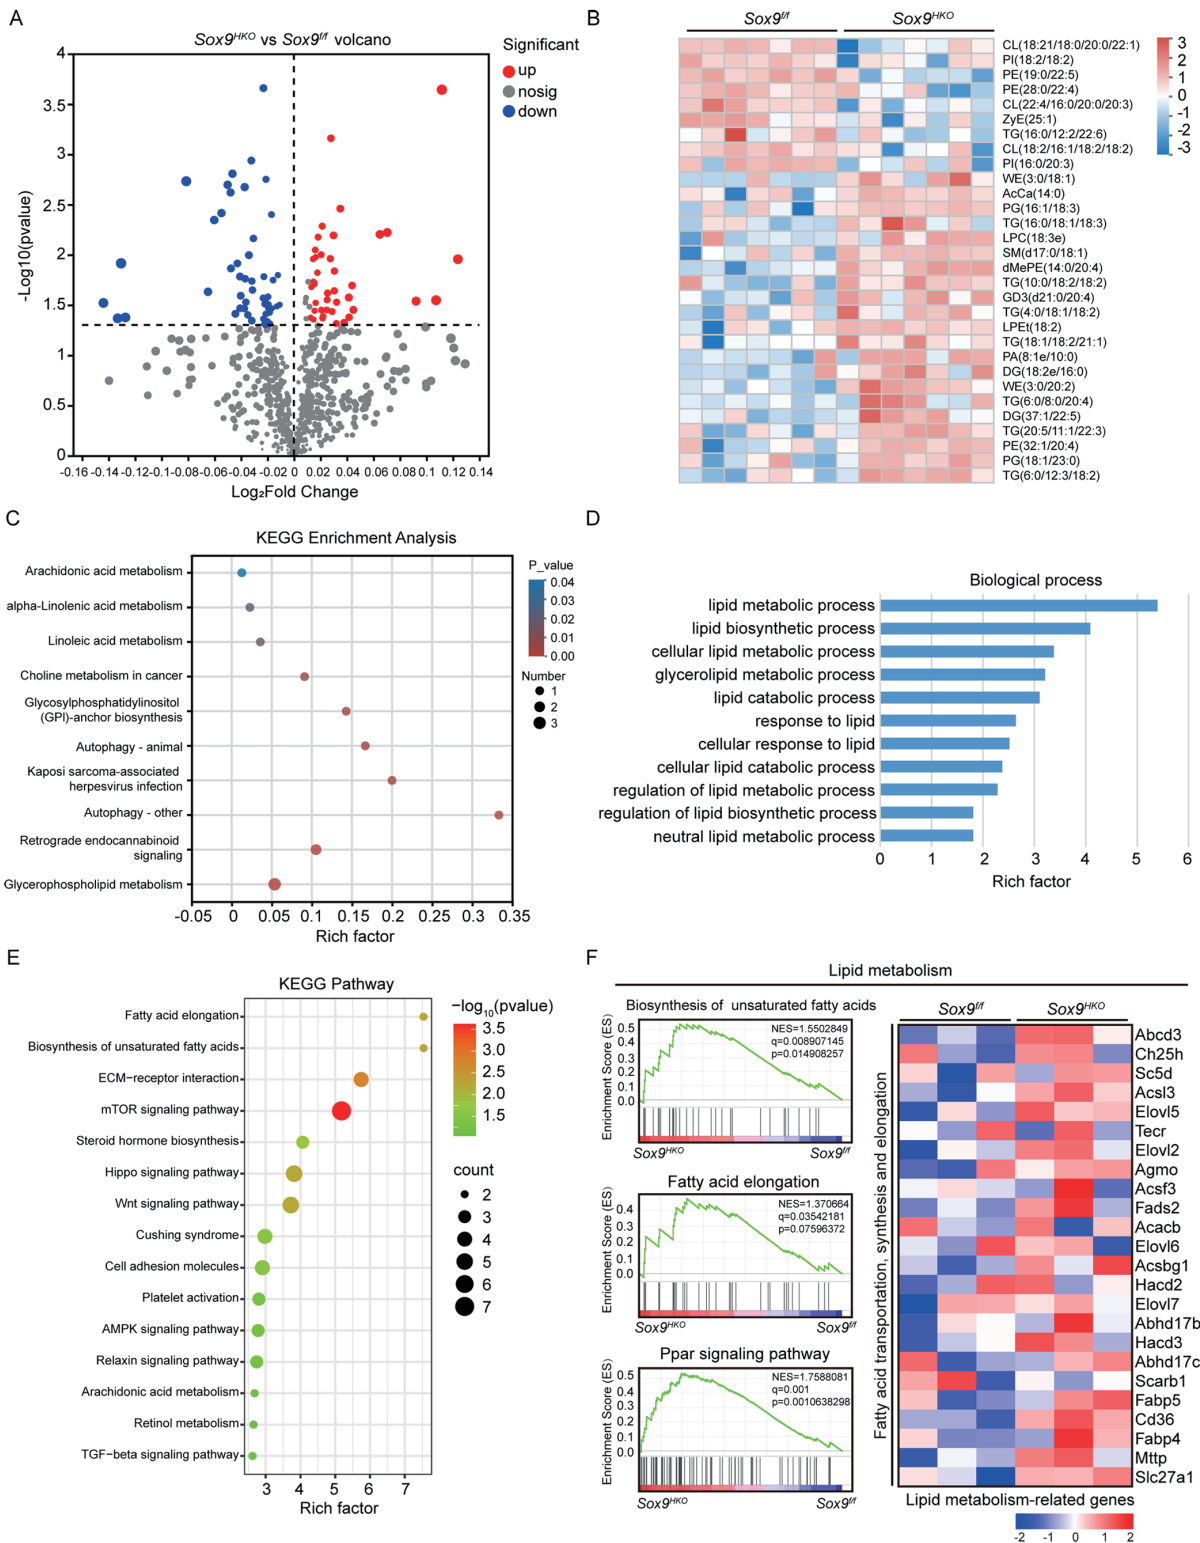 A
Sox9HKO vs Sox9f/f volcano
Significant
up
nosig
down
4
3.5
3
2.5
2
1.5
1
0.5
0
-Log10(pvalue)
-0.16 -0.14 -0.12 -0.10 -0.08 -0.06 -0.04 -0.02 0 0.02 0.04 0.06 0.08 0.1 0.12 0.14
Log₂Fold Change
B
Sox9f/f
Sox9HKO
CL(18:21/18:0/20:0/22:1)
PI(18:2/18:2)
PE(19:0/22:5)
PE(28:0/22:4)
CL(22:4/16:0/20:0/20:3)
ZyE(25:1)
TG(16:0/12:2/22:6)
CL(18:2/16:1/18:2/18:2)
PI(16:0/20:3)
WE(3:0/18:1)
AcCa(14:0)
PG(16:1/18:3)
TG(16:0/18:1/18:3)
LPC(18:3e)
SM(d17:0/18:1)
dMePE(14:0/20:4)
TG(10:0/18:2/18:2)
GD3(d21:0/20:4)
TG(4:0/18:1/18:2)
LPEt(18:2)
TG(18:1/18:2/21:1)
PA(8:1e/10:0)
DG(18:2e/16:0)
WE(3:0/20:2)
TG(6:0/8:0/20:4)
DG(37:1/22:5)
TG(20:5/11:1/22:3)
PE(32:1/20:4)
PG(18:1/23:0)
TG(6:0/12:3/18:2)
3
2
1
0
-1
-2
-3
C
KEGG Enrichment Analysis
Arachidonic acid metabolism
alpha-Linolenic acid metabolism
Linoleic acid metabolism
Choline metabolism in cancer
Glycosylphosphatidylinositol
(GPI)-anchor biosynthesis
Autophagy - animal
Kaposi sarcoma-associated
herpesvirus infection
Autophagy - other
Retrograde endocannabinoid
signaling
Glycerophospholipid metabolism
-0.05 0 0.05 0.1 0.15 0.2 0.25 0.3 0.35
Rich factor
P_value
0.04
0.03
0.02
0.01
0.00
Number
1
2
3
D
Biological process
lipid metabolic process
lipid biosynthetic process
cellular lipid metabolic process
glycerolipid metabolic process
lipid catabolic process
response to lipid
cellular response to lipid
cellular lipid catabolic process
regulation of lipid metabolic process
regulation of lipid biosynthetic process
neutral lipid metabolic process
0 1 2 3 4 5 6
Rich factor
E
KEGG Pathway
Fatty acid elongation
Biosynthesis of unsaturated fatty acids
ECM−receptor interaction
mTOR signaling pathway
Steroid hormone biosynthesis
Hippo signaling pathway
Wnt signaling pathway
Cushing syndrome
Cell adhesion molecules
Platelet activation
AMPK signaling pathway
Relaxin signaling pathway
Arachidonic acid metabolism
Retinol metabolism
TGF−beta signaling pathway
3 4 5 6 7
Rich factor
−log10(pvalue)
3.5
3.0
2.5
2.0
1.5
count
2
3
4
5
6
7
F
Lipid metabolism
Biosynthesis of unsaturated fatty acids
Enrichment Score (ES)
0.5
0.4
0.3
0.2
0.1
0.0
NES=1.5502849
q=0.008907145
p=0.014908257
Sox9HKO Sox9f/f
Fatty acid elongation
Enrichment Score (ES)
0.4
0.3
0.2
0.1
0.0
NES=1.370664
q=0.03542181
p=0.07596372
Sox9HKO Sox9f/f
Ppar signaling pathway
Enrichment Score (ES)
0.5
0.4
0.3
0.2
0.1
0.0
NES=1.7588081
q=0.001
p=0.0010638298
Sox9HKO Sox9f/f
Sox9f/f
Sox9HKO
Fatty acid transportation, synthesis and elongation
Abcd3
Ch25h
Sc5d
Acsl3
Elovl5
Tecr
Elovl2
Agmo
Acsf3
Fads2
Acacb
Elovl6
Acsbg1
Hacd2
Elovl7
Abhd17b
Hacd3
Abhd17c
Scarb1
Fabp5
Cd36
Fabp4
Mttp
Slc27a1
Lipid metabolism-related genes
-2 -1 0 1 2